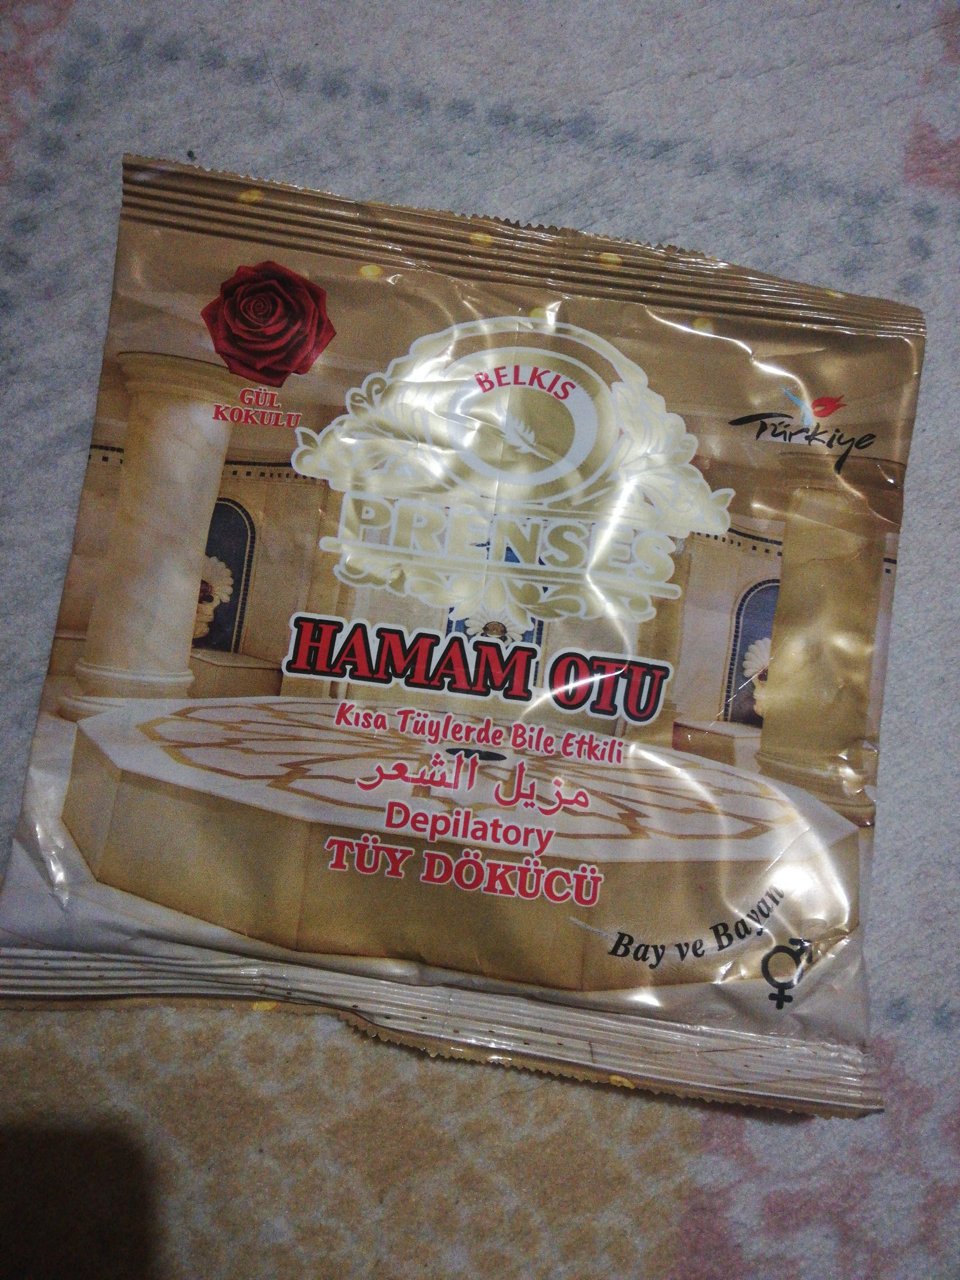 GÜL
KOKULU
BELKIS
Türkiye
PRENSES
HAMAM OTU
Kısa Tüylerde Bile Etkili
مزيل الشعر
Depilatory
TÜY DÖKÜCÜ
Bay ve Bayan